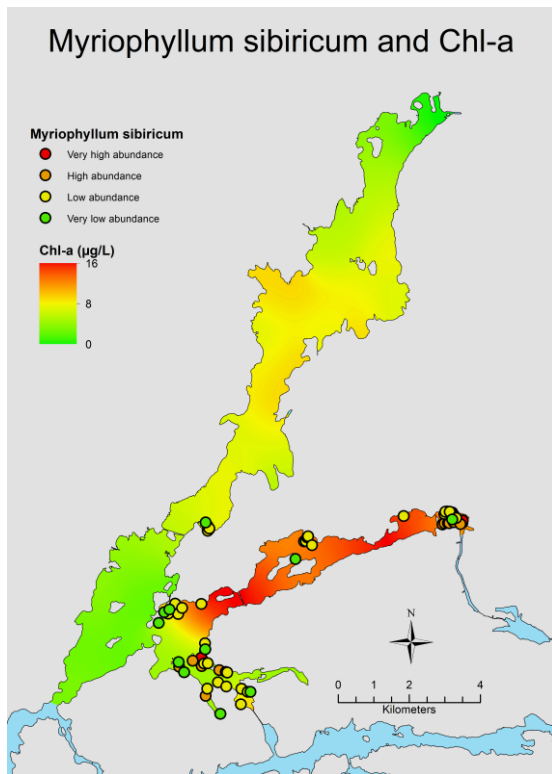 Myriophyllum sibiricum and Chl-a
Myriophyllum sibiricum
Very high abundance
High abundance
Low abundance
Very low abundance
Chl-a (µg/L)
16
8
0
N
0 1 2 4
Kilometers